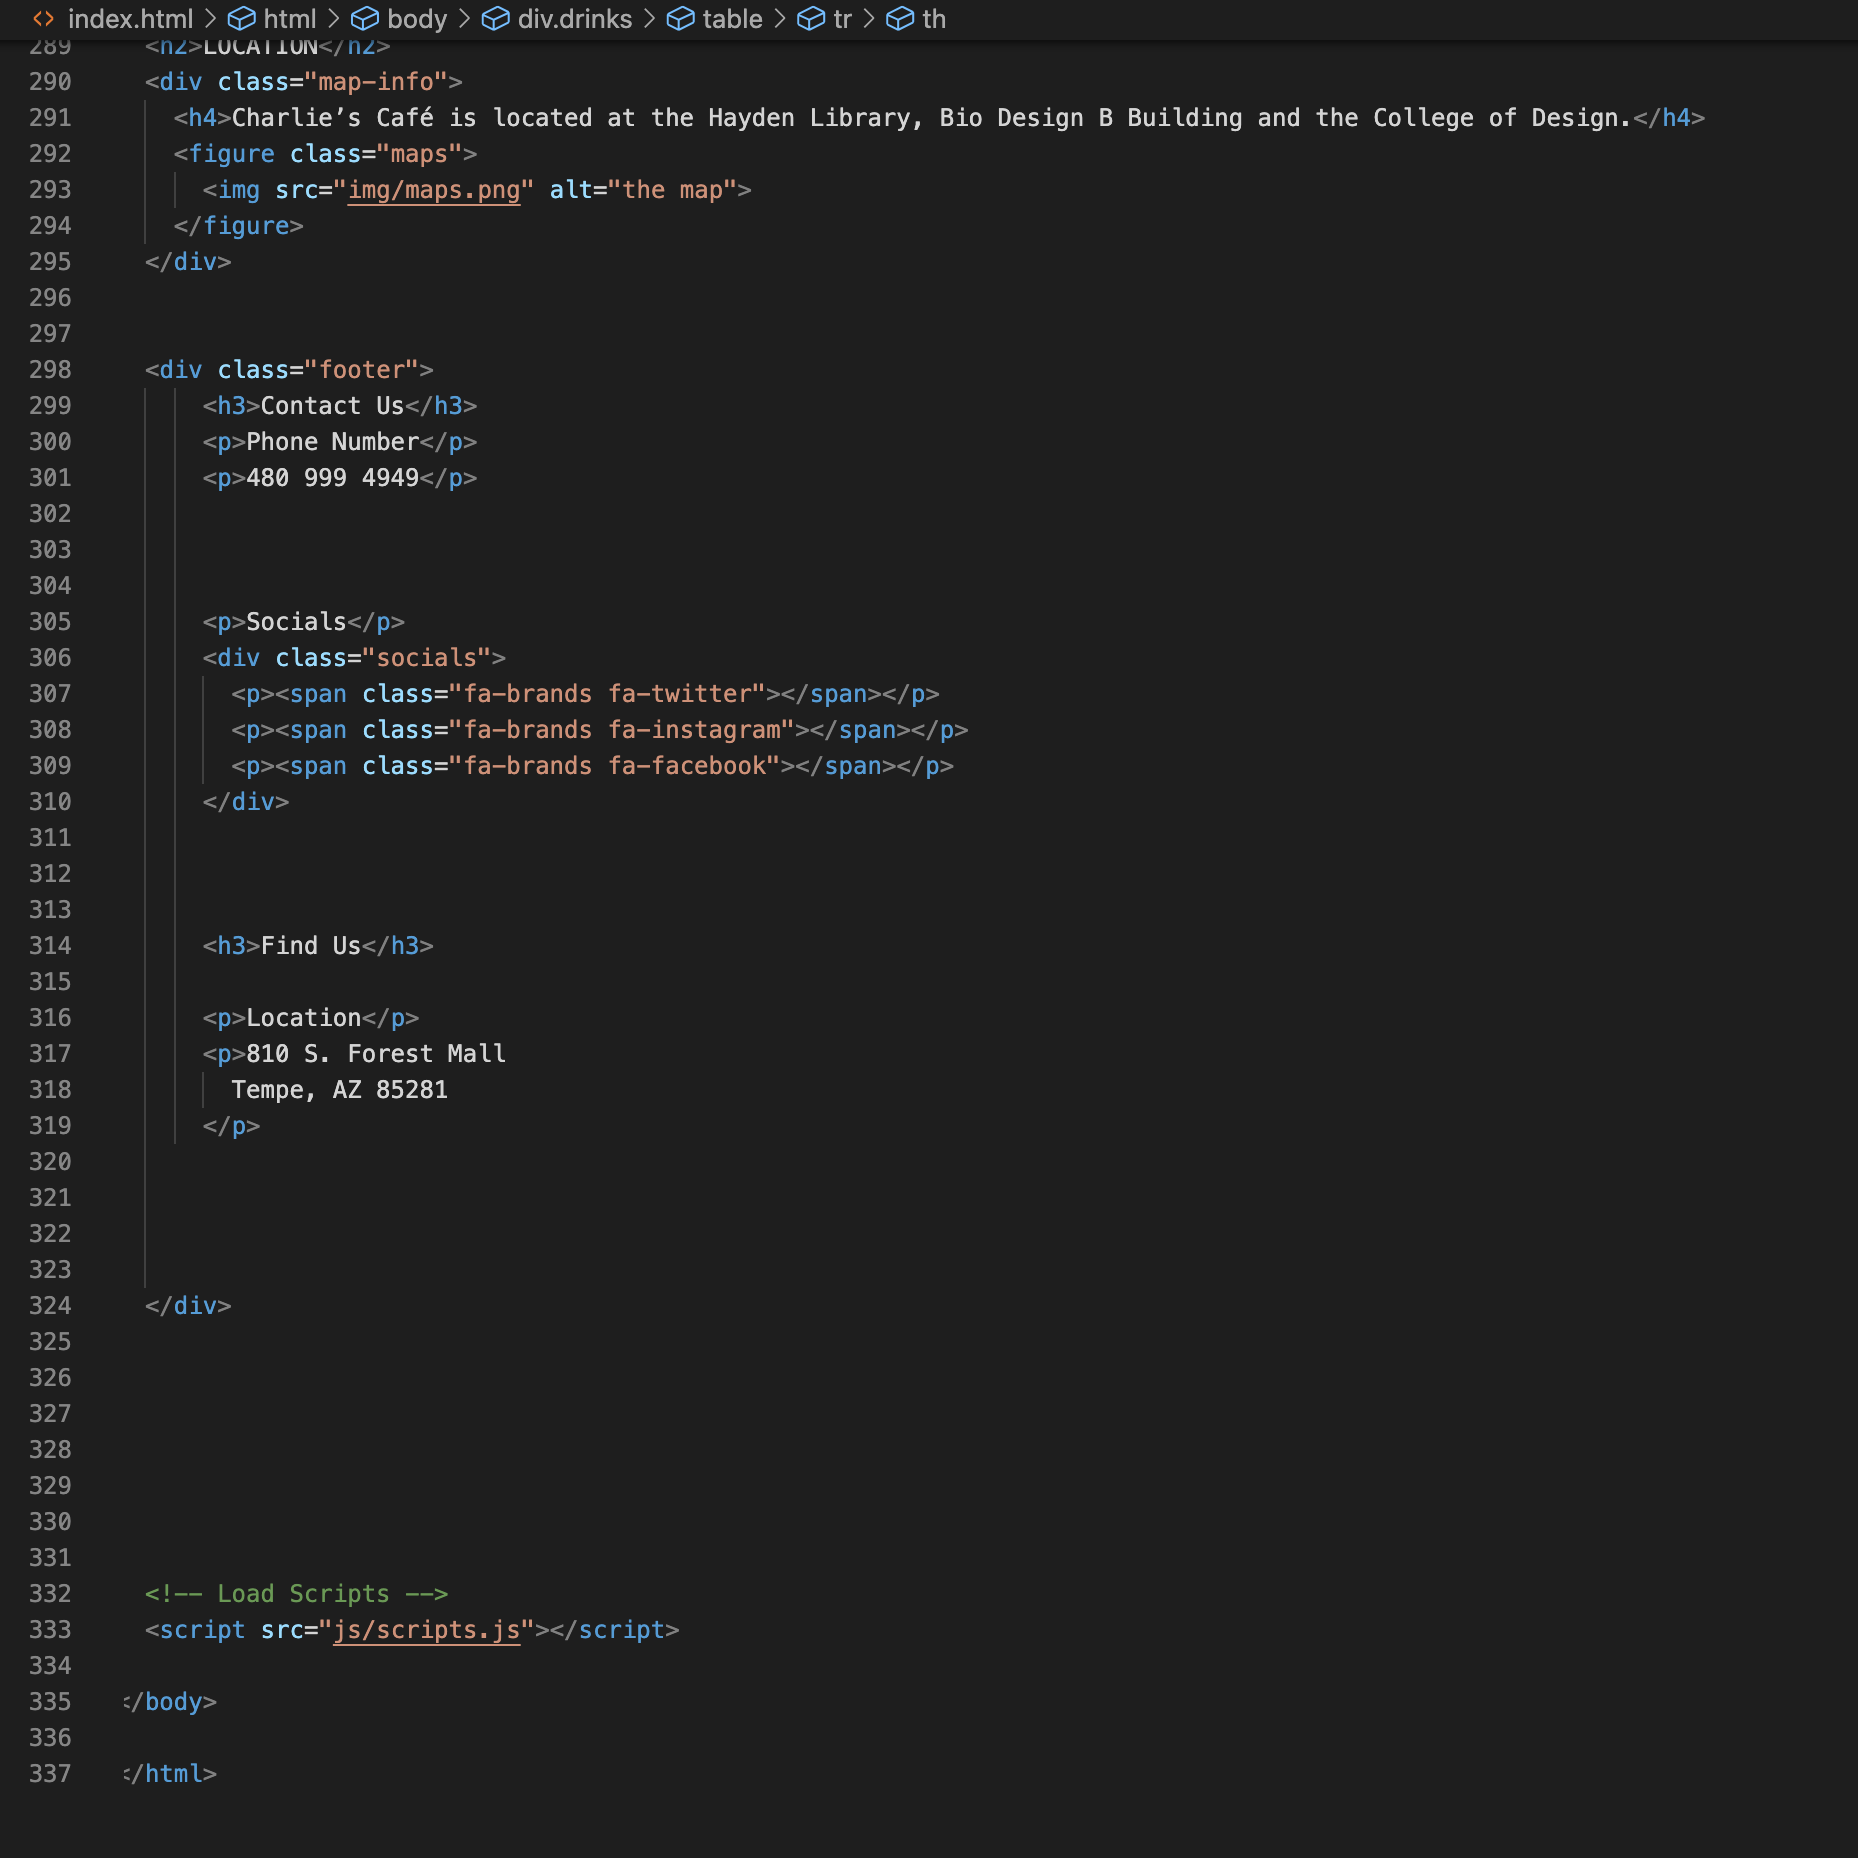 index.html > html > body > div.drinks > table > tr > th
289 <h2>LOCATION</h2>
290 <div class="map-info">
291 <h4>Charlie’s Café is located at the Hayden Library, Bio Design B Building and the College of Design.</h4>
292 <figure class="maps">
293 <img src="img/maps.png" alt="the map">
294 </figure>
295 </div>
296
297
298 <div class="footer">
299 <h3>Contact Us</h3>
300 <p>Phone Number</p>
301 <p>480 999 4949</p>
302
303
304
305 <p>Socials</p>
306 <div class="socials">
307 <p><span class="fa-brands fa-twitter"></span></p>
308 <p><span class="fa-brands fa-instagram"></span></p>
309 <p><span class="fa-brands fa-facebook"></span></p>
310 </div>
311
312
313
314 <h3>Find Us</h3>
315
316 <p>Location</p>
317 <p>810 S. Forest Mall
318 Tempe, AZ 85281
319 </p>
320
321
322
323
324 </div>
325
326
327
328
329
330
331
332 <!-- Load Scripts -->
333 <script src="js/scripts.js"></script>
334
335 </body>
336
337 </html>